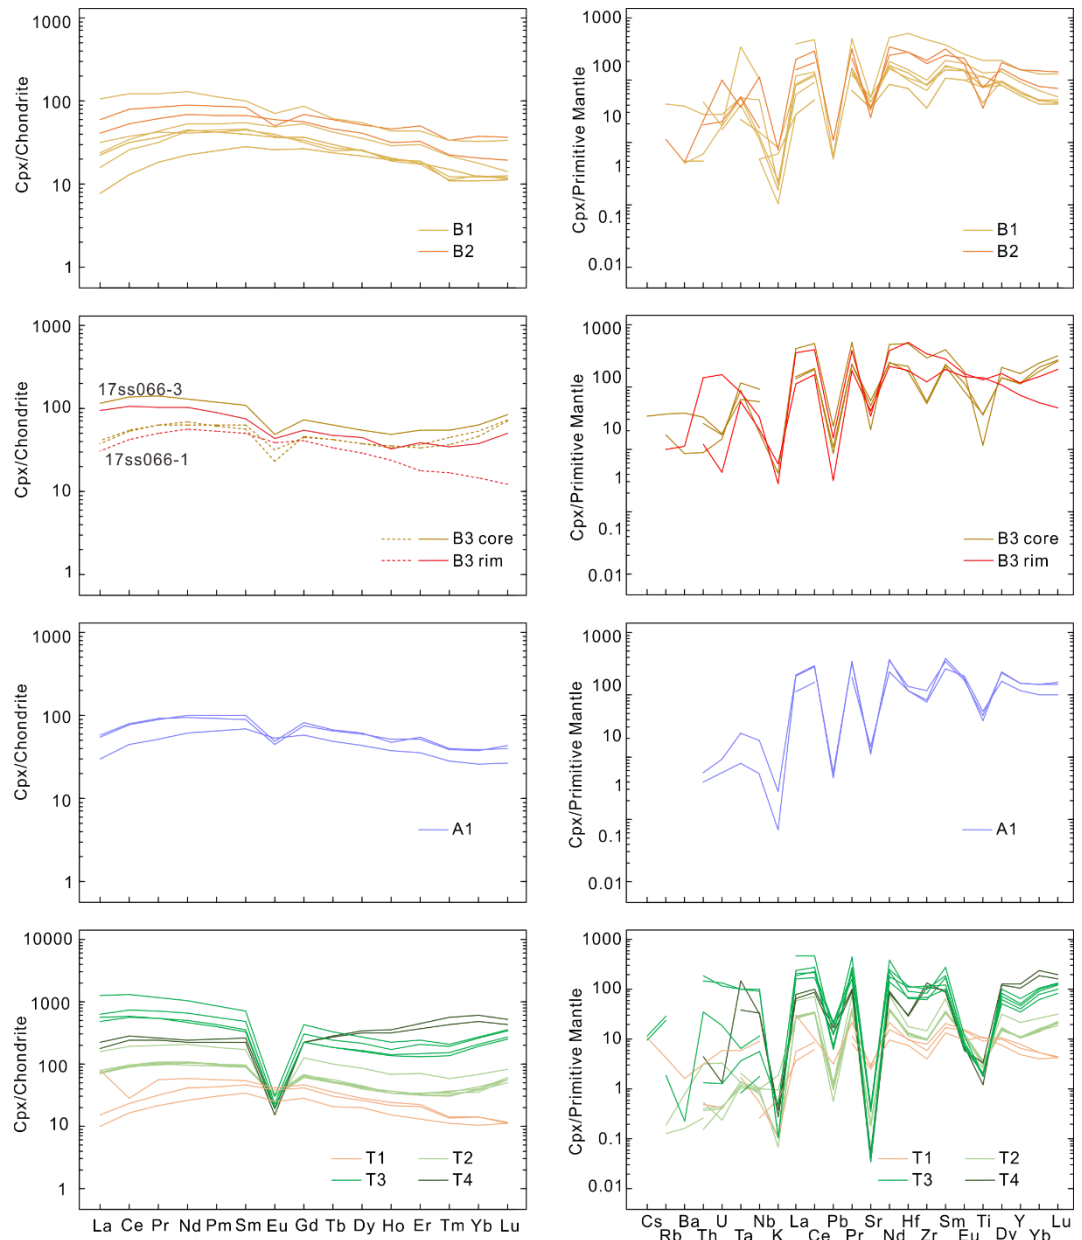 1000
100
10
1
Cpx/Chondrite
B1
B2
1000
100
10
1
0.1
0.01
Cpx/Primitive Mantle
B1
B2
1000
100
10
1
Cpx/Chondrite
17ss066-3
17ss066-1
B3 core
B3 rim
1000
100
10
1
0.1
0.01
Cpx/Primitive Mantle
B3 core
B3 rim
1000
100
10
1
Cpx/Chondrite
A1
1000
100
10
1
0.1
0.01
Cpx/Primitive Mantle
A1
10000
1000
100
10
1
Cpx/Chondrite
T1 T2
T3 T4
La Ce Pr Nd Pm Sm Eu Gd Tb Dy Ho Er Tm Yb Lu
1000
100
10
1
0.1
0.01
Cpx/Primitive Mantle
T1 T2
T3 T4
Cs Ba U Nb La Pb Sr Hf Sm Ti Y Lu
Rb Th Ta K Ce Pr Nd Zr Eu Dy Yb